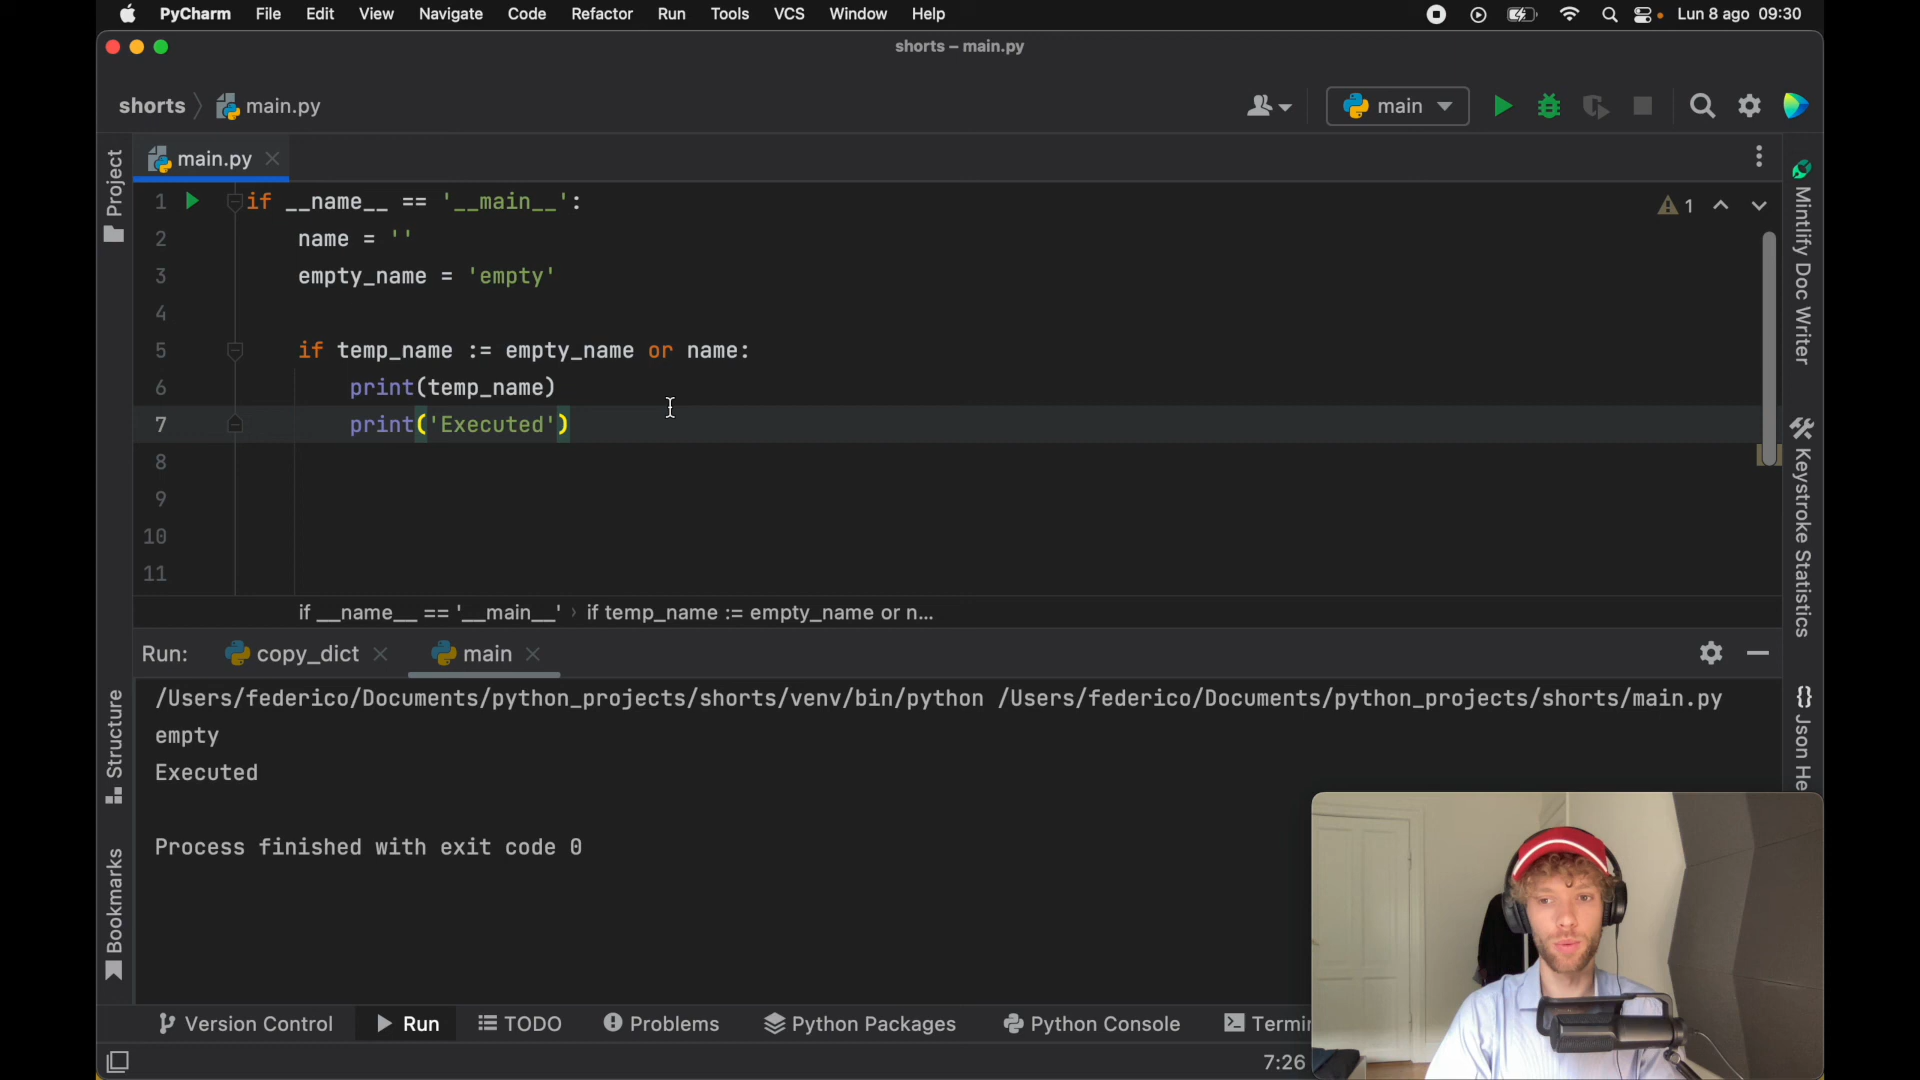 PyCharm File Edit View Navigate Code Refactor Run Tools VCS Window Help Lun 8 ago 09:30
shorts – main.py
shorts main.py main
Project
main.py
1 if __name__ == '__main__': 1
2 name = ''
3 empty_name = 'empty'
4
5 if temp_name := empty_name or name:
6 print(temp_name)
7 print('Executed')
8
9
10
11
if __name__ == '__main__' › if temp_name := empty_name or n...
Mintlify Doc Writer
Keystroke Statistics
Json He
Run: copy_dict main
/Users/federico/Documents/python_projects/shorts/venv/bin/python /Users/federico/Documents/python_projects/shorts/main.py
empty
Executed
Process finished with exit code 0
Structure
Bookmarks
Version Control Run TODO Problems Python Packages Python Console Termin
7:26